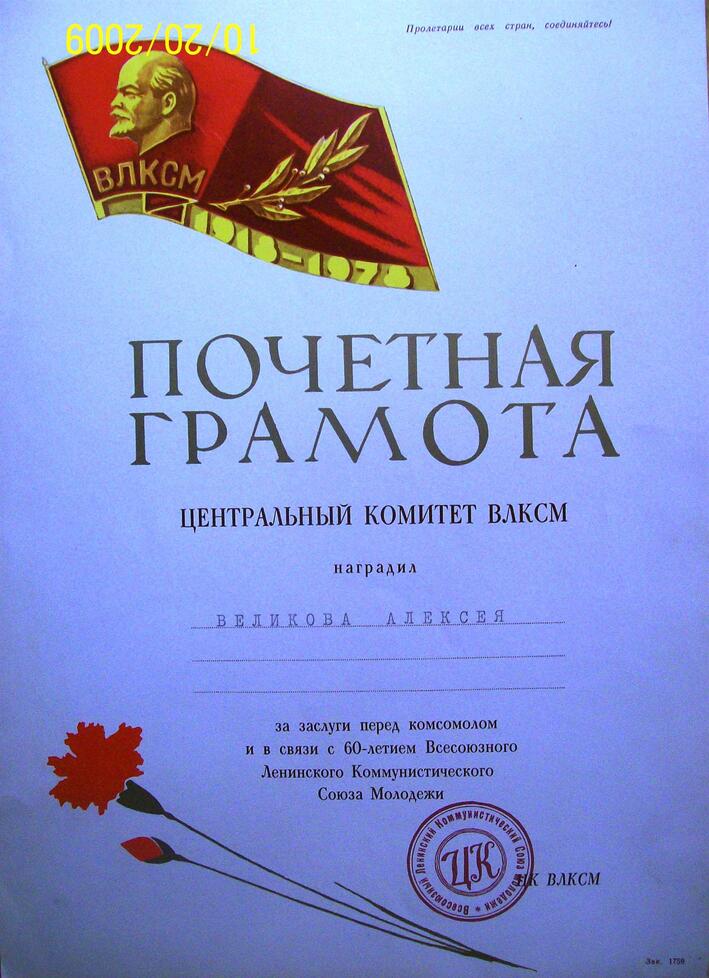 Пролетарии всех стран, соединяйтесь!
10/20/2009
ВЛКСМ
1918–1978
ПОЧЕТНАЯ
ГРАМОТА
ЦЕНТРАЛЬНЫЙ КОМИТЕТ ВЛКСМ
наградил
ВЕЛИКОВА АЛЕКСЕЯ
за заслуги перед комсомолом
и в связи с 60-летием Всесоюзного
Ленинского Коммунистического
Союза Молодежи
Всесоюзный Ленинский Коммунистический Союз Молодежи *
ЦК
ЦК ВЛКСМ
Зак. 1750